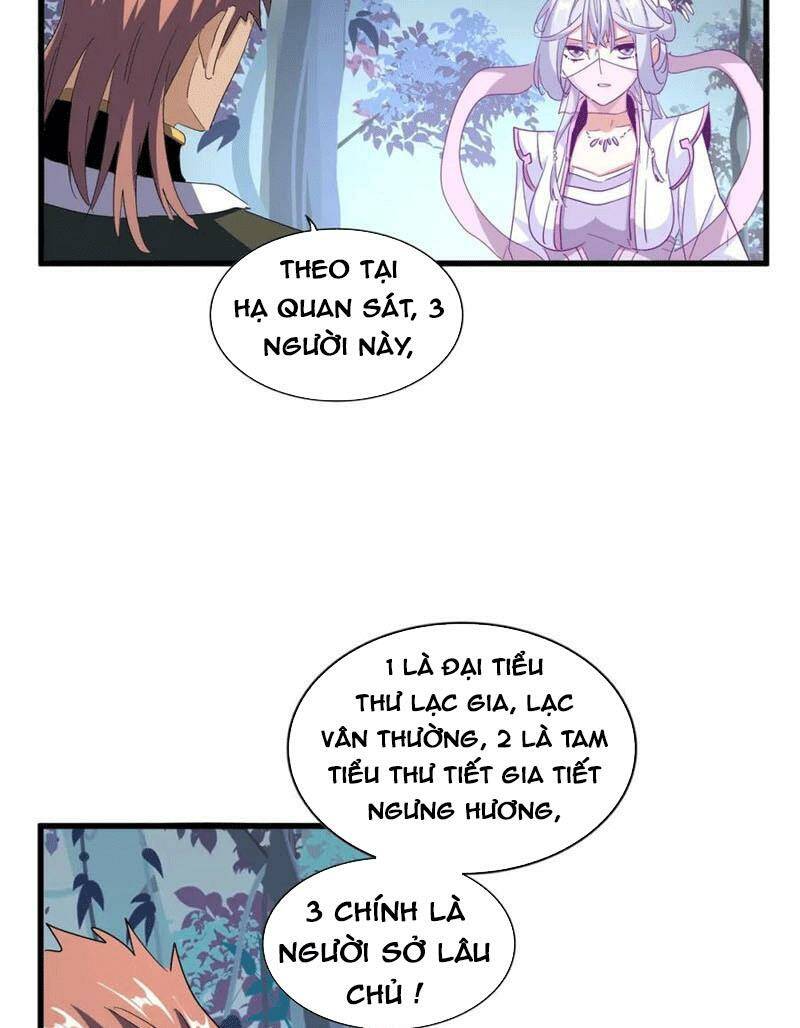 THEO TẠI
HẠ QUAN SÁT, 3
NGƯỜI NÀY,
1 LÀ ĐẠI TIỂU
THƯ LẠC GIA, LẠC
VÂN THƯỜNG, 2 LÀ TAM
TIỂU THƯ TIẾT GIA TIẾT
NGƯNG HƯƠNG,
3 CHÍNH LÀ
NGƯỜI SỞ LÂU
CHỦ !